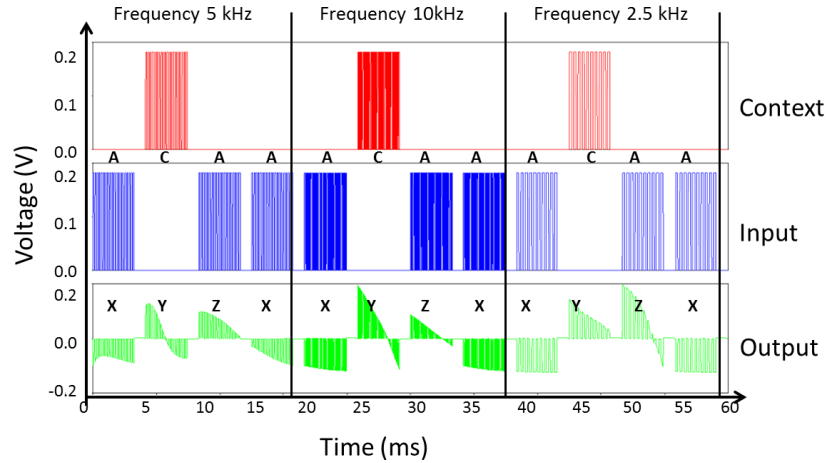 Frequency 5 kHz Frequency 10kHz Frequency 2.5 kHz
0.2
0.1
0.0
Context
A C A A A C A A A C A A
Voltage (V)
0.2
0.1
0.0
Input
0.2
X Y Z X X Y Z X X Y Z X
0.0
Output
-0.2
0 5 10 15 20 25 30 35 40 45 50 55 60
Time (ms)